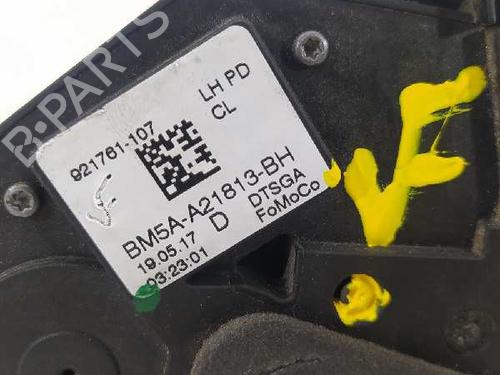 B-PARTS
LH PD
CL
921761-107
BM5A-A21813-BH
19.05.17 D DTSGA
03:23:01 FoMoCo